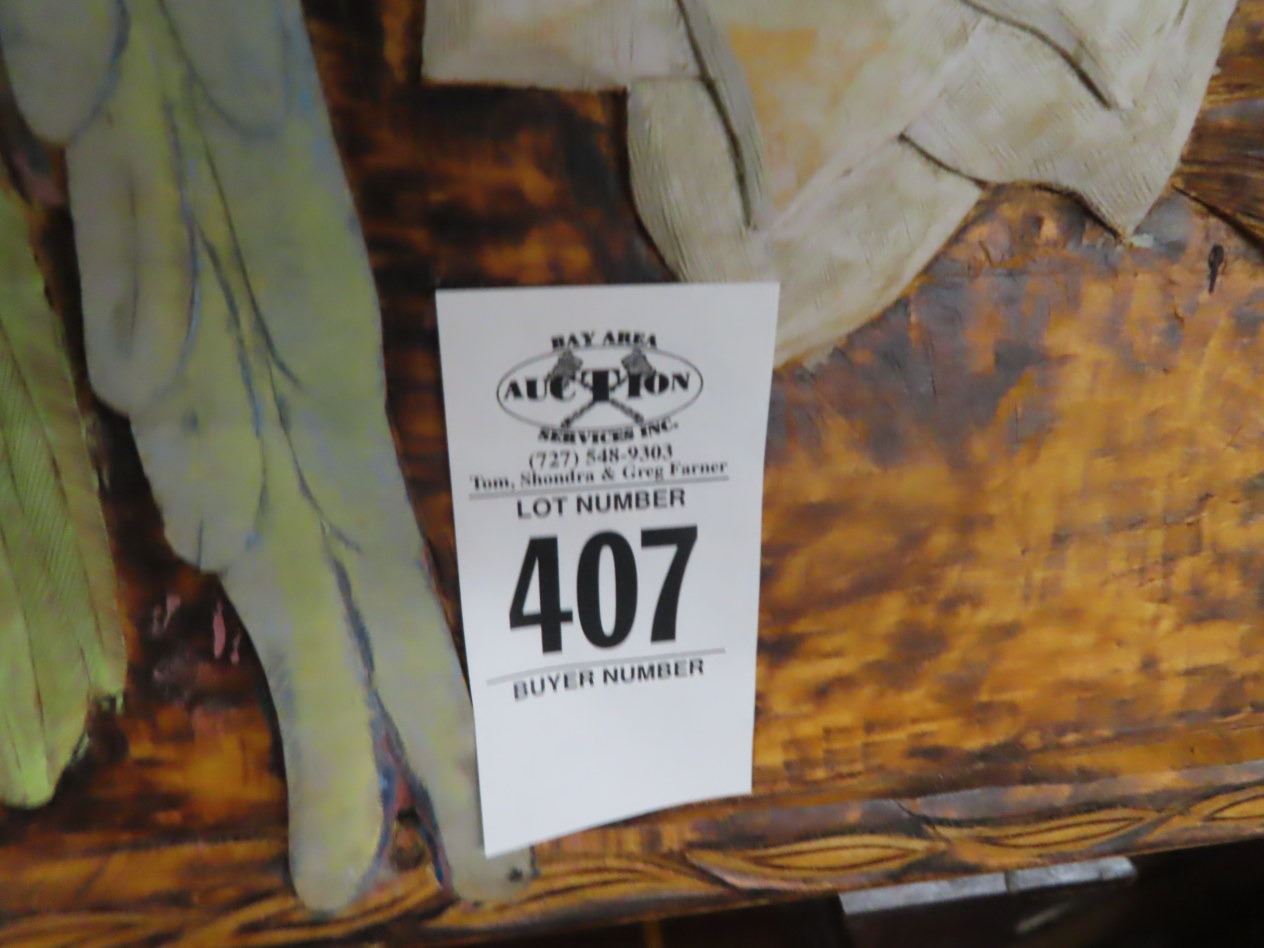 BAY AREA
AUCTION
SERVICES INC.
(727) 548-9303
Tom, Shondra & Greg Farner
LOT NUMBER
407
BUYER NUMBER